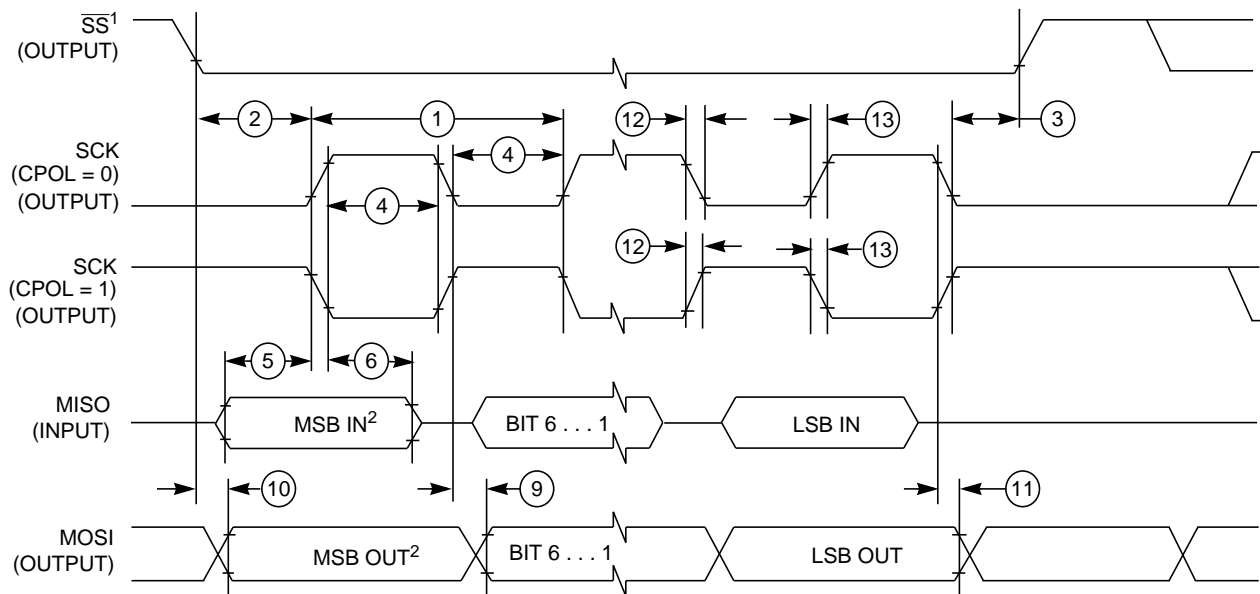 SS¹
(OUTPUT)
2
1
12
13
3
SCK
(CPOL = 0)
(OUTPUT)
4
4
SCK
(CPOL = 1)
(OUTPUT)
12
13
5
6
MISO
(INPUT)
MSB IN²
BIT 6 . . . 1
LSB IN
10
9
11
MOSI
(OUTPUT)
MSB OUT²
BIT 6 . . . 1
LSB OUT